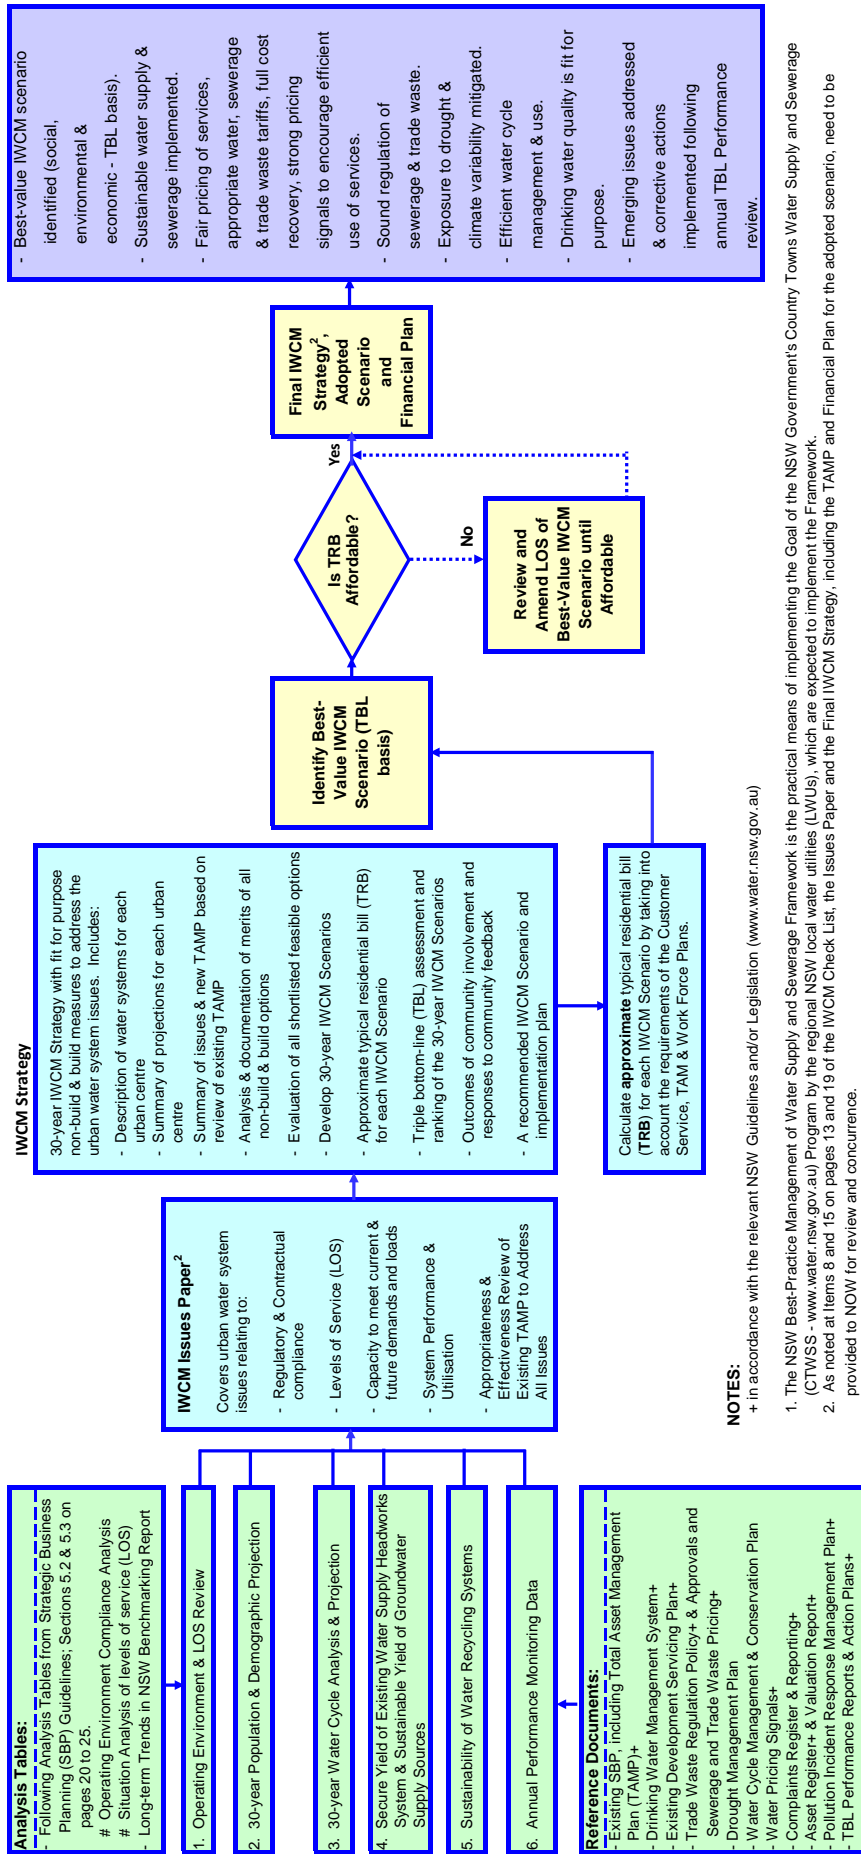 Analysis Tables:
- Following Analysis Tables from Strategic Business
Planning (SBP) Guidelines; Sections 5.2 & 5.3 on
pages 20 to 25.
# Operating Environment Compliance Analysis
# Situation Analysis of levels of service (LOS)
- Long-term Trends in NSW Benchmarking Report
1. Operating Environment & LOS Review
2. 30-year Population & Demographic Projection
3. 30-year Water Cycle Analysis & Projection
4. Secure Yield of Existing Water Supply Headworks
System & Sustainable Yield of Groundwater
Supply Sources
5. Sustainability of Water Recycling Systems
6. Annual Performance Monitoring Data
Reference Documents:
- Existing SBP, including Total Asset Management
Plan (TAMP)+
- Drinking Water Management System+
- Existing Development Servicing Plan+
- Trade Waste Regulation Policy+ & Approvals and
Sewerage and Trade Waste Pricing+
- Drought Management Plan
- Water Cycle Management & Conservation Plan
- Water Pricing Signals+
- Complaints Register & Reporting+
- Asset Register+ & Valuation Report+
- Pollution Incident Response Management Plan+
- TBL Performance Reports & Action Plans+
IWCM Issues Paper2
Covers urban water system
issues relating to:
- Regulatory & Contractual
compliance
- Levels of Service (LOS)
- Capacity to meet current &
future demands and loads
- System Performance &
Utilisation
- Appropriateness &
Effectiveness Review of
Existing TAMP to Address
All Issues
IWCM Strategy
30-year IWCM Strategy with fit for purpose
non-build & build measures to address the
urban water system issues. Includes:
- Description of water systems for each
urban centre
- Summary of projections for each urban
centre
- Summary of issues & new TAMP based on
review of existing TAMP
- Analysis & documentation of merits of all
non-build & build options
- Evaluation of all shortlisted feasible options
- Develop 30-year IWCM Scenarios
- Approximate typical residential bill (TRB)
for each IWCM Scenario
- Triple bottom-line (TBL) assessment and
ranking of the 30-year IWCM Scenarios
- Outcomes of community involvement and
responses to community feedback
- A recommended IWCM Scenario and
implementation plan
Calculate approximate typical residential bill
(TRB) for each IWCM Scenario by taking into
account the requirements of the Customer
Service, TAM & Work Force Plans.
Identify Best-
Value IWCM
Scenario (TBL
basis)
Is TRB
Affordable?
Yes
No
Review and
Amend LOS of
Best-Value IWCM
Scenario until
Affordable
Final IWCM
Strategy2,
Adopted
Scenario
and
Financial Plan
- Best-value IWCM scenario
identified (social,
environmental &
economic - TBL basis).
- Sustainable water supply &
sewerage implemented.
- Fair pricing of services,
appropriate water, sewerage
& trade waste tariffs, full cost
recovery, strong pricing
signals to encourage efficient
use of services.
- Sound regulation of
sewerage & trade waste.
- Exposure to drought &
climate variability mitigated.
- Efficient water cycle
management & use.
- Drinking water quality is fit for
purpose.
- Emerging issues addressed
& corrective actions
implemented following
annual TBL Performance
review.
NOTES:
+ in accordance with the relevant NSW Guidelines and/or Legislation (www.water.nsw.gov.au)
1. The NSW Best-Practice Management of Water Supply and Sewerage Framework is the practical means of implementing the Goal of the NSW Government's Country Towns Water Supply and Sewerage
(CTWSS - www.water.nsw.gov.au) Program by the regional NSW local water utilities (LWUs), which are expected to implement the Framework.
2. As noted at Items 8 and 15 on pages 13 and 19 of the IWCM Check List, the Issues Paper and the Final IWCM Strategy, including the TAMP and Financial Plan for the adopted scenario, need to be
provided to NOW for review and concurrence.